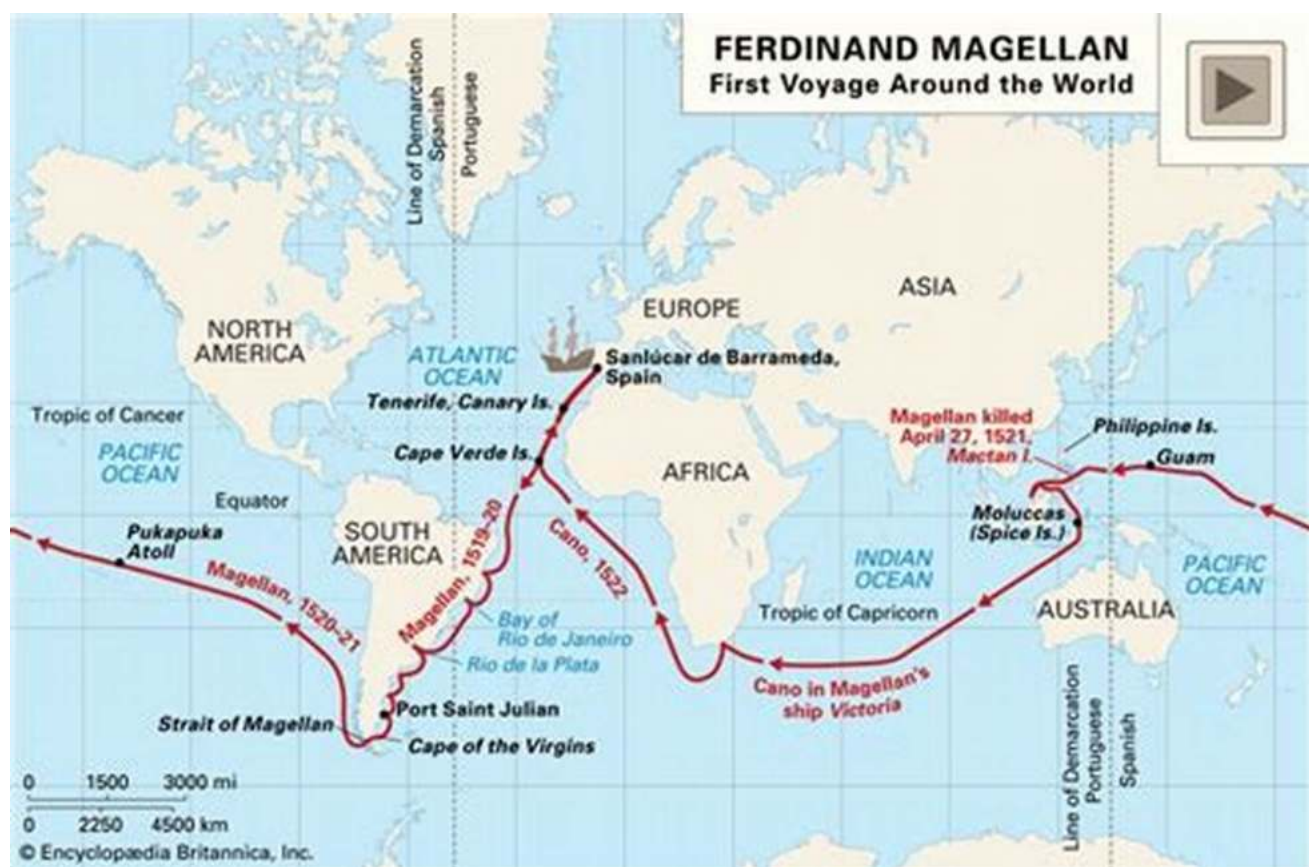 FERDINAND MAGELLAN
First Voyage Around the World
Line of Demarcation
Spanish
Portuguese
NORTH
AMERICA
ATLANTIC
OCEAN
EUROPE
ASIA
Sanlúcar de Barrameda,
Spain
Tenerife, Canary Is.
Tropic of Cancer
PACIFIC
OCEAN
Cape Verde Is.
AFRICA
Magellan killed
April 27, 1521,
Mactan I.
Philippine Is.
Guam
Equator
SOUTH
AMERICA
Pukapuka
Atoll
Magellan, 1519–20
Cano, 1522
Moluccas
(Spice Is.)
INDIAN
OCEAN
PACIFIC
OCEAN
Magellan, 1520–21
Bay of
Rio de Janeiro
Rio de la Plata
Tropic of Capricorn
AUSTRALIA
Cano in Magellan's
ship Victoria
Port Saint Julian
Strait of Magellan
Cape of the Virgins
Line of Demarcation
Portuguese
Spanish
0 1500 3000 mi
0 2250 4500 km
© Encyclopædia Britannica, Inc.